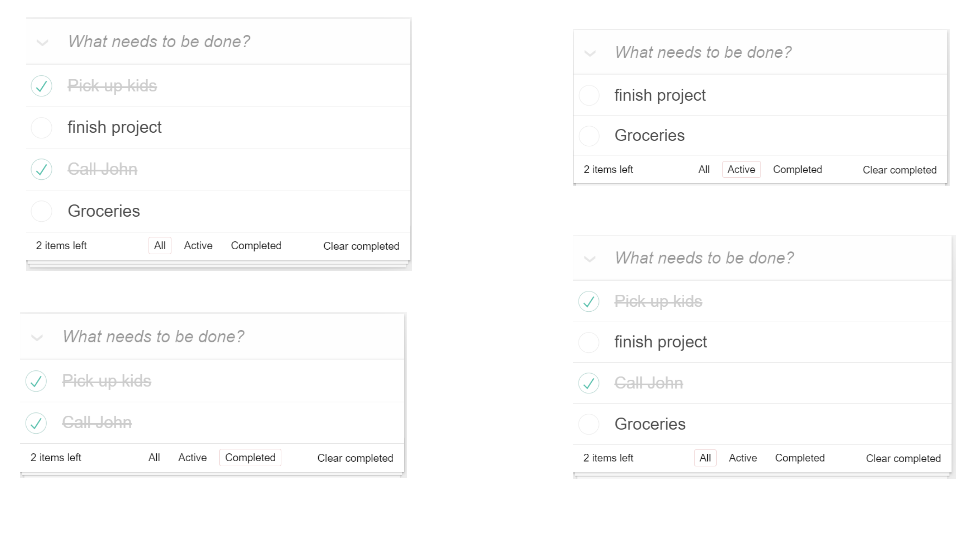 What needs to be done?
Pick up kids
finish project
Call John
Groceries
2 items left All Active Completed Clear completed
What needs to be done?
Pick up kids
Call John
2 items left All Active Completed Clear completed
What needs to be done?
finish project
Groceries
2 items left All Active Completed Clear completed
What needs to be done?
Pick up kids
finish project
Call John
Groceries
2 items left All Active Completed Clear completed